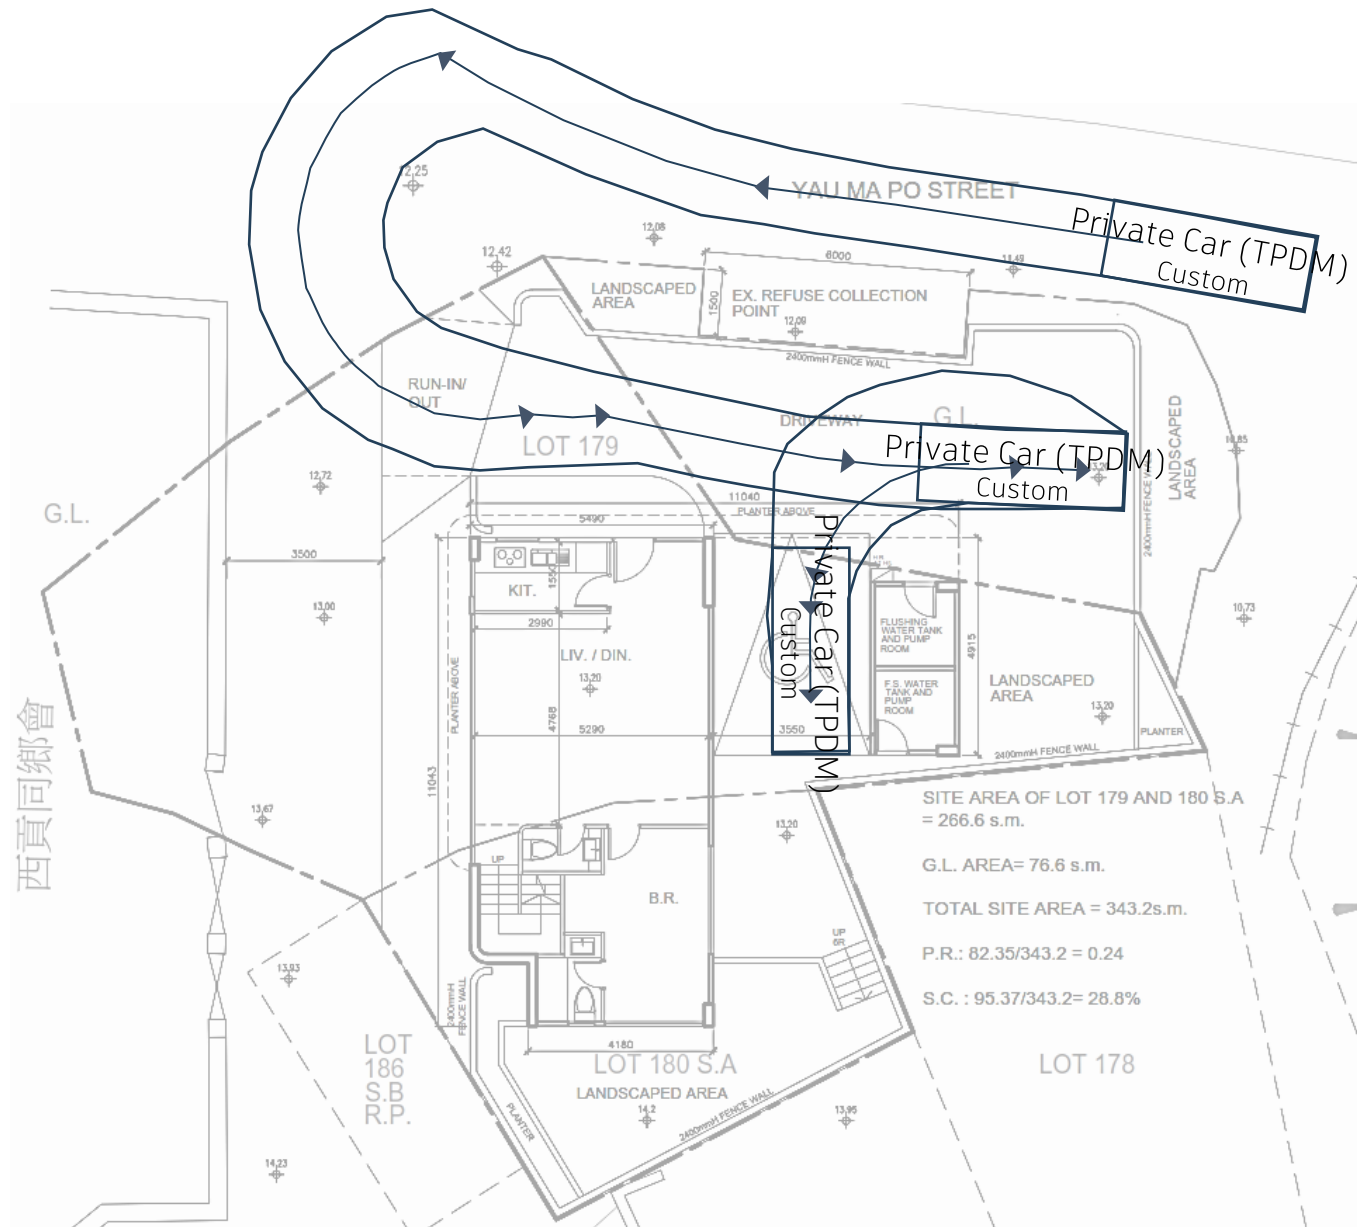 YAU MA PO STREET
Private Car (TPDM)
Custom
12.25
12.42
12.08
6000
11.49
LANDSCAPED
AREA
1500
EX. REFUSE COLLECTION
POINT
12.09
2400mmH FENCE WALL
RUN-IN/
OUT
DRIVEWAY
G.L.
LOT 179
Private Car (TPDM)
Custom
13.20
LANDSCAPED
AREA
10.85
2400mmH FENCE WALL
12.72
G.L.
11040
PLANTER ABOVE
5490
3500
Private Car (TPDM)
Custom
KIT.
1550
2990
13.00
10.73
FLUSHING
WATER TANK
AND PUMP
ROOM
4915
LIV. / DIN.
13.20
PLANTER ABOVE
4768
F.S. WATER
TANK AND
PUMP
ROOM
LANDSCAPED
AREA
13.20
5290
3550
PLANTER
2400mmH FENCE WALL
西貢同鄉會
11043
13.67
13.20
SITE AREA OF LOT 179 AND 180 S.A
= 266.6 s.m.
G.L. AREA= 76.6 s.m.
TOTAL SITE AREA = 343.2s.m.
P.R.: 82.35/343.2 = 0.24
S.C. : 95.37/343.2= 28.8%
UP
B.R.
UP
6R
13.93
2400mmH
FENCE WALL
LOT
186
S.B
R.P.
4180
LOT 180 S.A
LANDSCAPED AREA
14.2
13.95
LOT 178
PLANTER
2400mmH FENCE WALL
14.23